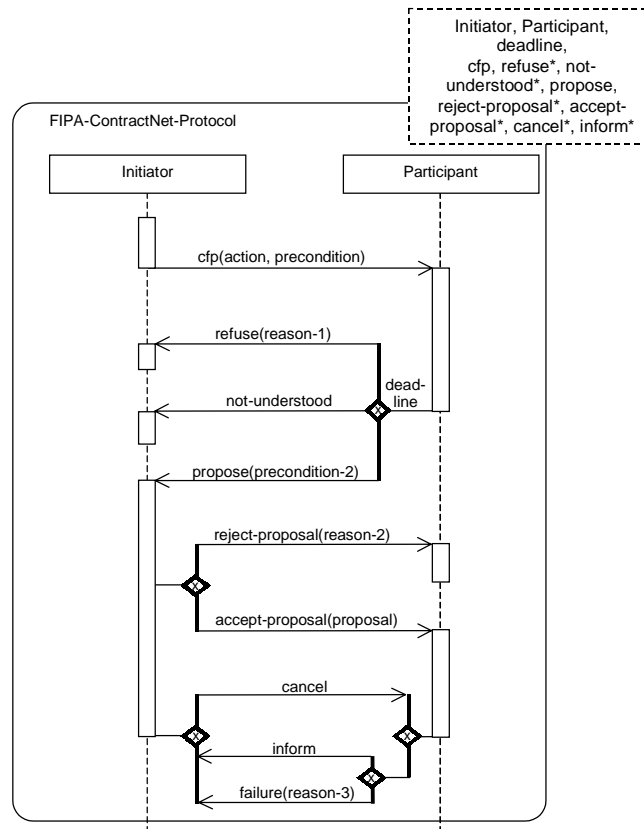 Initiator, Participant,
deadline,
cfp, refuse*, not-
understood*, propose,
reject-proposal*, accept-
proposal*, cancel*, inform*
FIPA-ContractNet-Protocol
Initiator
Participant
cfp(action, precondition)
refuse(reason-1)
dead-
line
not-understood
x
propose(precondition-2)
reject-proposal(reason-2)
x
accept-proposal(proposal)
cancel
x
x
inform
x
failure(reason-3)